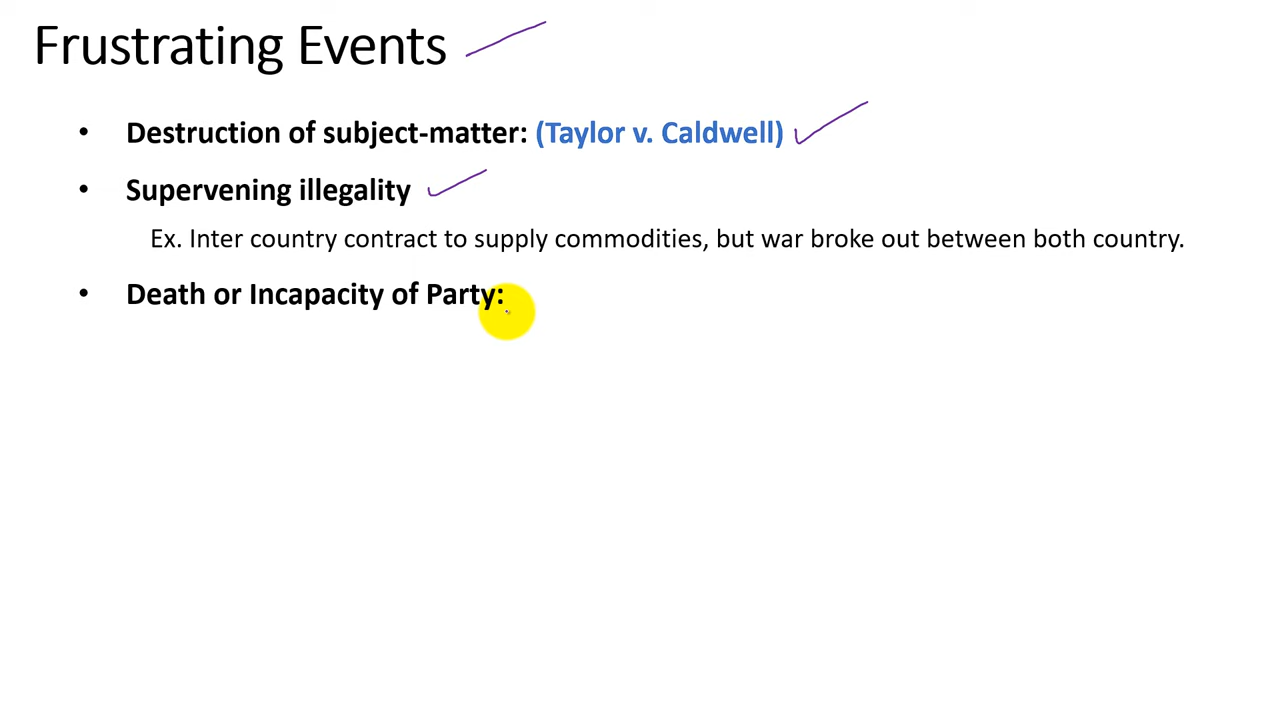 Frustrating Events
• Destruction of subject-matter: (Taylor v. Caldwell)
• Supervening illegality
Ex. Inter country contract to supply commodities, but war broke out between both country.
• Death or Incapacity of Party: